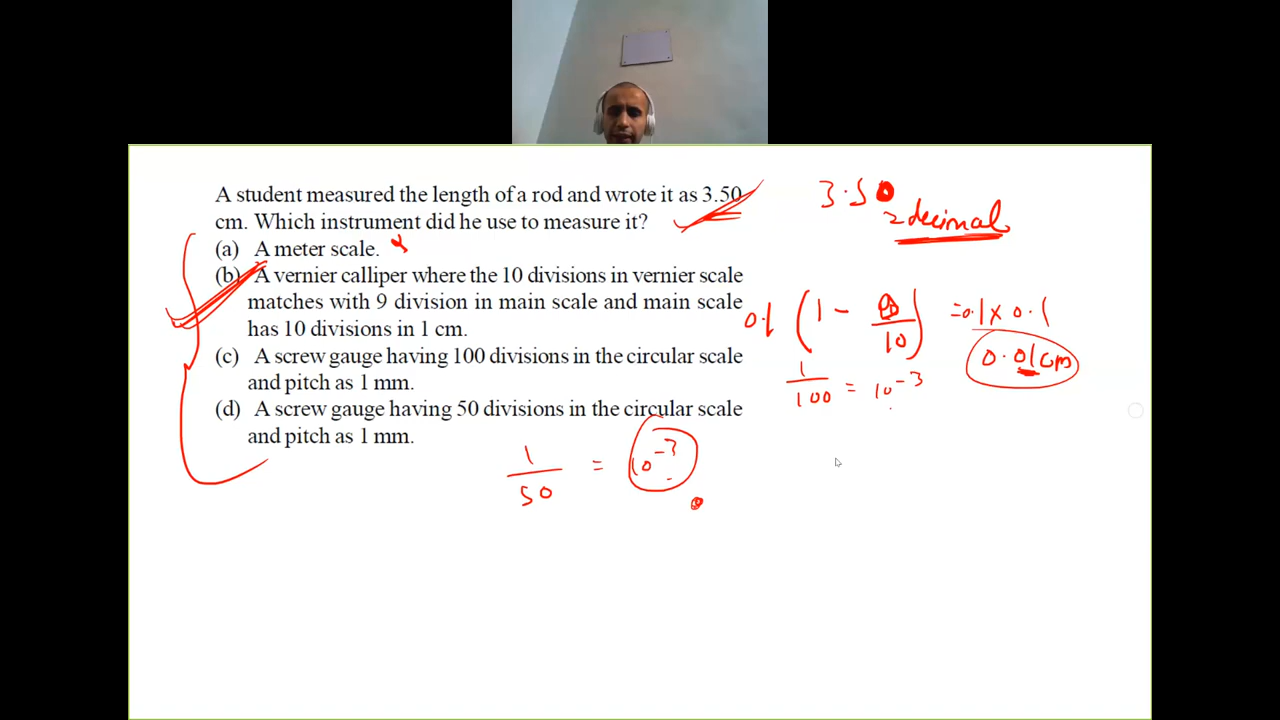 A student measured the length of a rod and wrote it as 3.50
cm. Which instrument did he use to measure it?
(a) A meter scale.
(b) A vernier calliper where the 10 divisions in vernier scale
matches with 9 division in main scale and main scale
has 10 divisions in 1 cm.
(c) A screw gauge having 100 divisions in the circular scale
and pitch as 1 mm.
(d) A screw gauge having 50 divisions in the circular scale
and pitch as 1 mm.
3.50
2 decimal
0.1 (1 - /10) = 0.1 x 0.1
0.01 cm
1/100 = 10^-3
1/50 = 10^-3